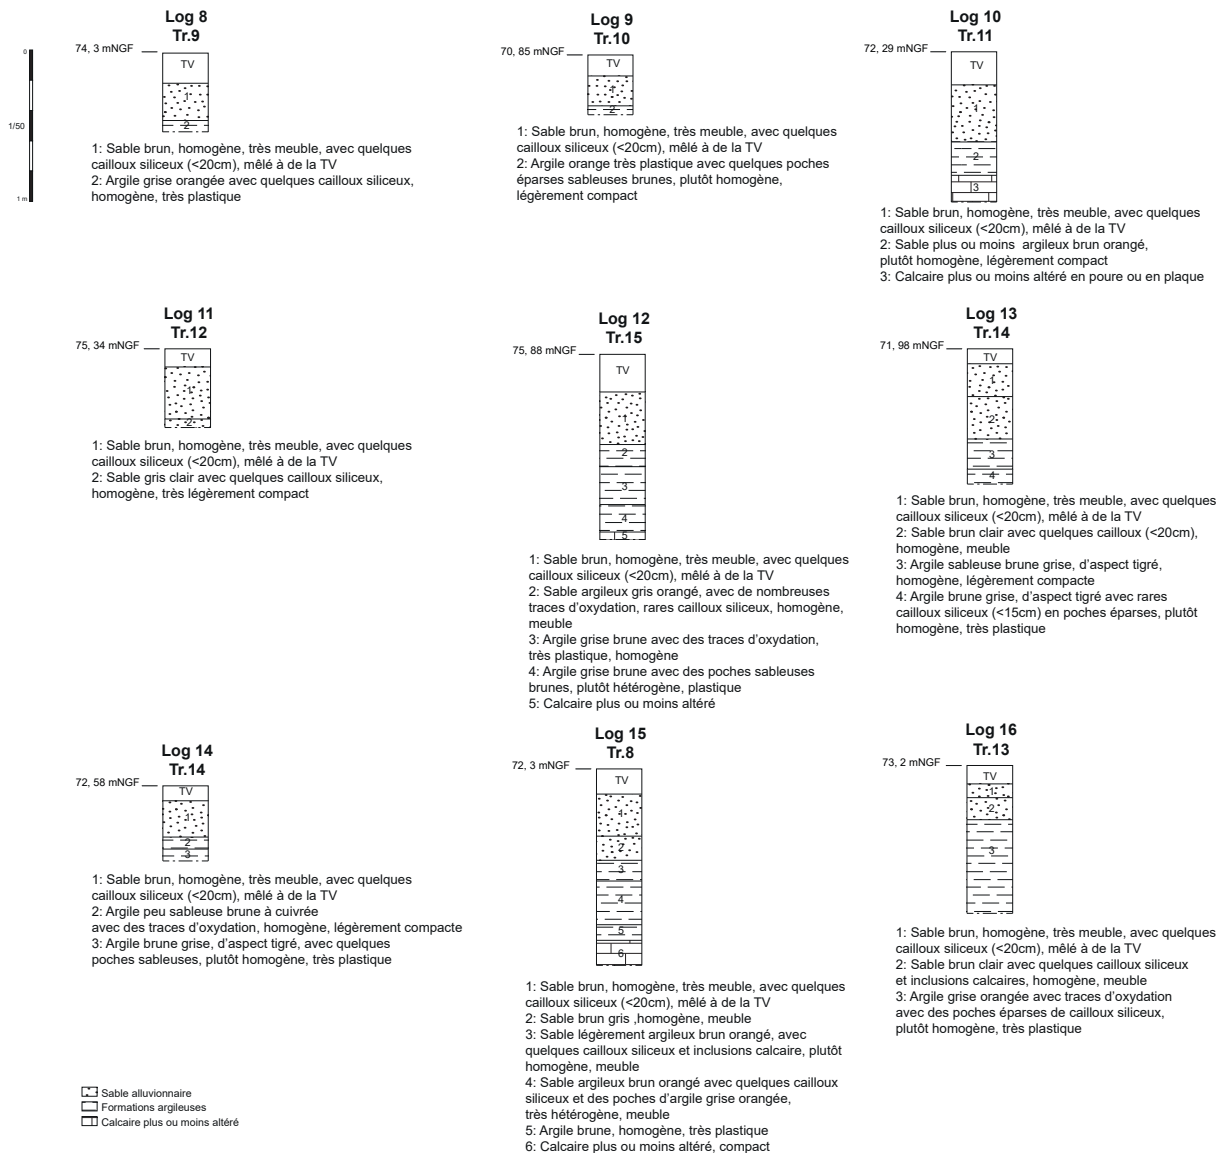 0
1/50
1 m
Log 8
Tr.9
74, 3 mNGF
TV
1
2
1: Sable brun, homogène, très meuble, avec quelques
cailloux siliceux (<20cm), mêlé à de la TV
2: Argile grise orangée avec quelques cailloux siliceux,
homogène, très plastique
Log 9
Tr.10
70, 85 mNGF
TV
1
2
1: Sable brun, homogène, très meuble, avec quelques
cailloux siliceux (<20cm), mêlé à de la TV
2: Argile orange très plastique avec quelques poches
éparses sableuses brunes, plutôt homogène,
légèrement compact
Log 10
Tr.11
72, 29 mNGF
TV
1
2
3
1: Sable brun, homogène, très meuble, avec quelques
cailloux siliceux (<20cm), mêlé à de la TV
2: Sable plus ou moins argileux brun orangé,
plutôt homogène, légèrement compact
3: Calcaire plus ou moins altéré en poure ou en plaque
Log 11
Tr.12
75, 34 mNGF
TV
1
2
1: Sable brun, homogène, très meuble, avec quelques
cailloux siliceux (<20cm), mêlé à de la TV
2: Sable gris clair avec quelques cailloux siliceux,
homogène, très légèrement compact
Log 12
Tr.15
75, 88 mNGF
TV
1
2
3
4
5
1: Sable brun, homogène, très meuble, avec quelques
cailloux siliceux (<20cm), mêlé à de la TV
2: Sable argileux gris orangé, avec de nombreuses
traces d'oxydation, rares cailloux siliceux, homogène,
meuble
3: Argile grise brune avec des traces d'oxydation,
très plastique, homogène
4: Argile grise brune avec des poches sableuses
brunes, plutôt hétérogène, plastique
5: Calcaire plus ou moins altéré
Log 13
Tr.14
71, 98 mNGF
TV
1
2
3
4
1: Sable brun, homogène, très meuble, avec quelques
cailloux siliceux (<20cm), mêlé à de la TV
2: Sable brun clair avec quelques cailloux (<20cm),
homogène, meuble
3: Argile sableuse brune grise, d'aspect tigré,
homogène, légèrement compacte
4: Argile brune grise, d'aspect tigré avec rares
cailloux siliceux (<15cm) en poches éparses, plutôt
homogène, très plastique
Log 14
Tr.14
72, 58 mNGF
TV
1
2
3
1: Sable brun, homogène, très meuble, avec quelques
cailloux siliceux (<20cm), mêlé à de la TV
2: Argile peu sableuse brune à cuivrée
avec des traces d'oxydation, homogène, légèrement compacte
3: Argile brune grise, d'aspect tigré, avec quelques
poches sableuses, plutôt homogène, très plastique
Log 15
Tr.8
72, 3 mNGF
TV
1
2
3
4
5
6
1: Sable brun, homogène, très meuble, avec quelques
cailloux siliceux (<20cm), mêlé à de la TV
2: Sable brun gris ,homogène, meuble
3: Sable légèrement argileux brun orangé, avec
quelques cailloux siliceux et inclusions calcaire, plutôt
homogène, meuble
4: Sable argileux brun orangé avec quelques cailloux
siliceux et des poches d'argile grise orangée,
très hétérogène, meuble
5: Argile brune, homogène, très plastique
6: Calcaire plus ou moins altéré, compact
Log 16
Tr.13
73, 2 mNGF
TV
1
2
3
1: Sable brun, homogène, très meuble, avec quelques
cailloux siliceux (<20cm), mêlé à de la TV
2: Sable brun clair avec quelques cailloux siliceux
et inclusions calcaires, homogène, meuble
3: Argile grise orangée avec traces d'oxydation
avec des poches éparses de cailloux siliceux,
plutôt homogène, très plastique
Sable alluvionnaire
Formations argileuses
Calcaire plus ou moins altéré